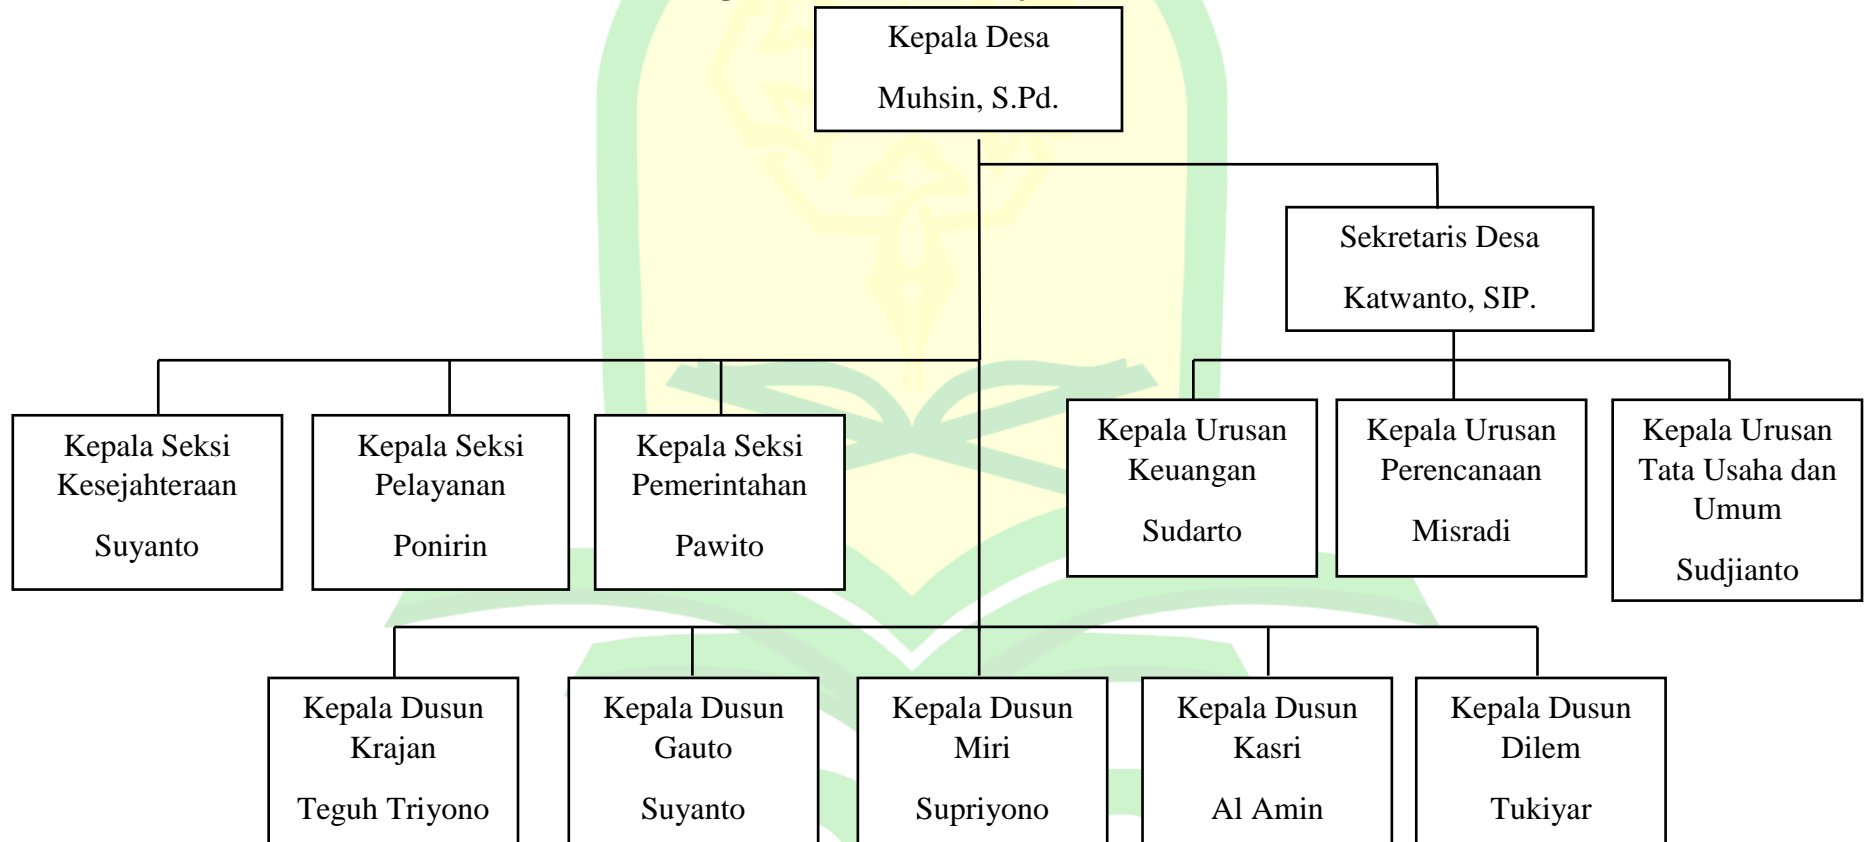 Kepala Desa
Muhsin, S.Pd.
Sekretaris Desa
Katwanto, SIP.
Kepala Seksi
Kesejahteraan
Suyanto
Kepala Seksi
Pelayanan
Ponirin
Kepala Seksi
Pemerintahan
Pawito
Kepala Urusan
Keuangan
Sudarto
Kepala Urusan
Perencanaan
Misradi
Kepala Urusan
Tata Usaha dan
Umum
Sudjianto
Kepala Dusun
Krajan
Teguh Triyono
Kepala Dusun
Gauto
Suyanto
Kepala Dusun
Miri
Supriyono
Kepala Dusun
Kasri
Al Amin
Kepala Dusun
Dilem
Tukiyar